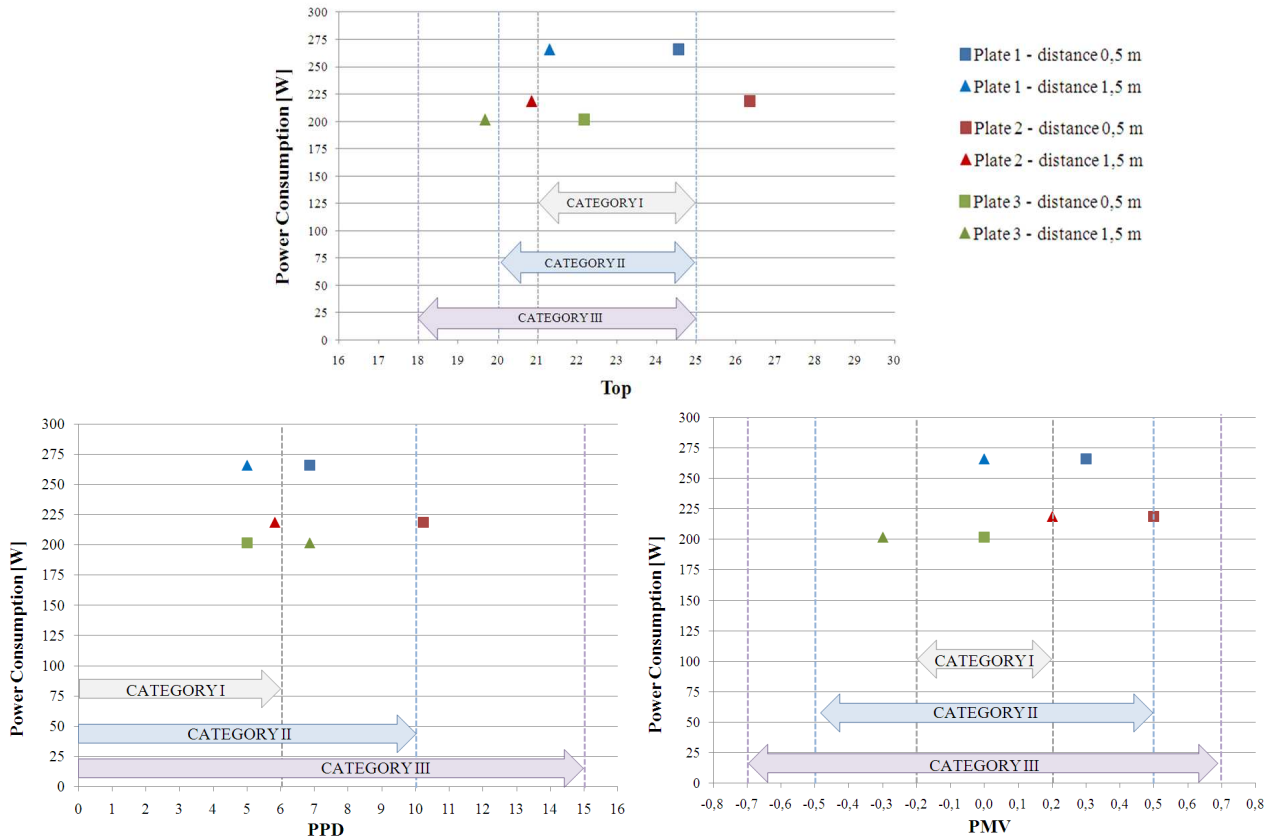 300
275
250
225
200
175
150
125
100
75
50
25
0
Power Consumption [W]
CATEGORY I
CATEGORY II
CATEGORY III
16 17 18 19 20 21 22 23 24 25 26 27 28 29 30
Top
Plate 1 - distance 0,5 m
Plate 1 - distance 1,5 m
Plate 2 - distance 0,5 m
Plate 2 - distance 1,5 m
Plate 3 - distance 0,5 m
Plate 3 - distance 1,5 m
300
275
250
225
200
175
150
125
100
75
50
25
0
Power Consumption [W]
CATEGORY I
CATEGORY II
CATEGORY III
0 1 2 3 4 5 6 7 8 9 10 11 12 13 14 15 16
PPD
300
275
250
225
200
175
150
125
100
75
50
25
0
Power Consumption [W]
CATEGORY I
CATEGORY II
CATEGORY III
-0,8 -0,7 -0,6 -0,5 -0,4 -0,3 -0,2 -0,1 0,0 0,1 0,2 0,3 0,4 0,5 0,6 0,7 0,8
PMV